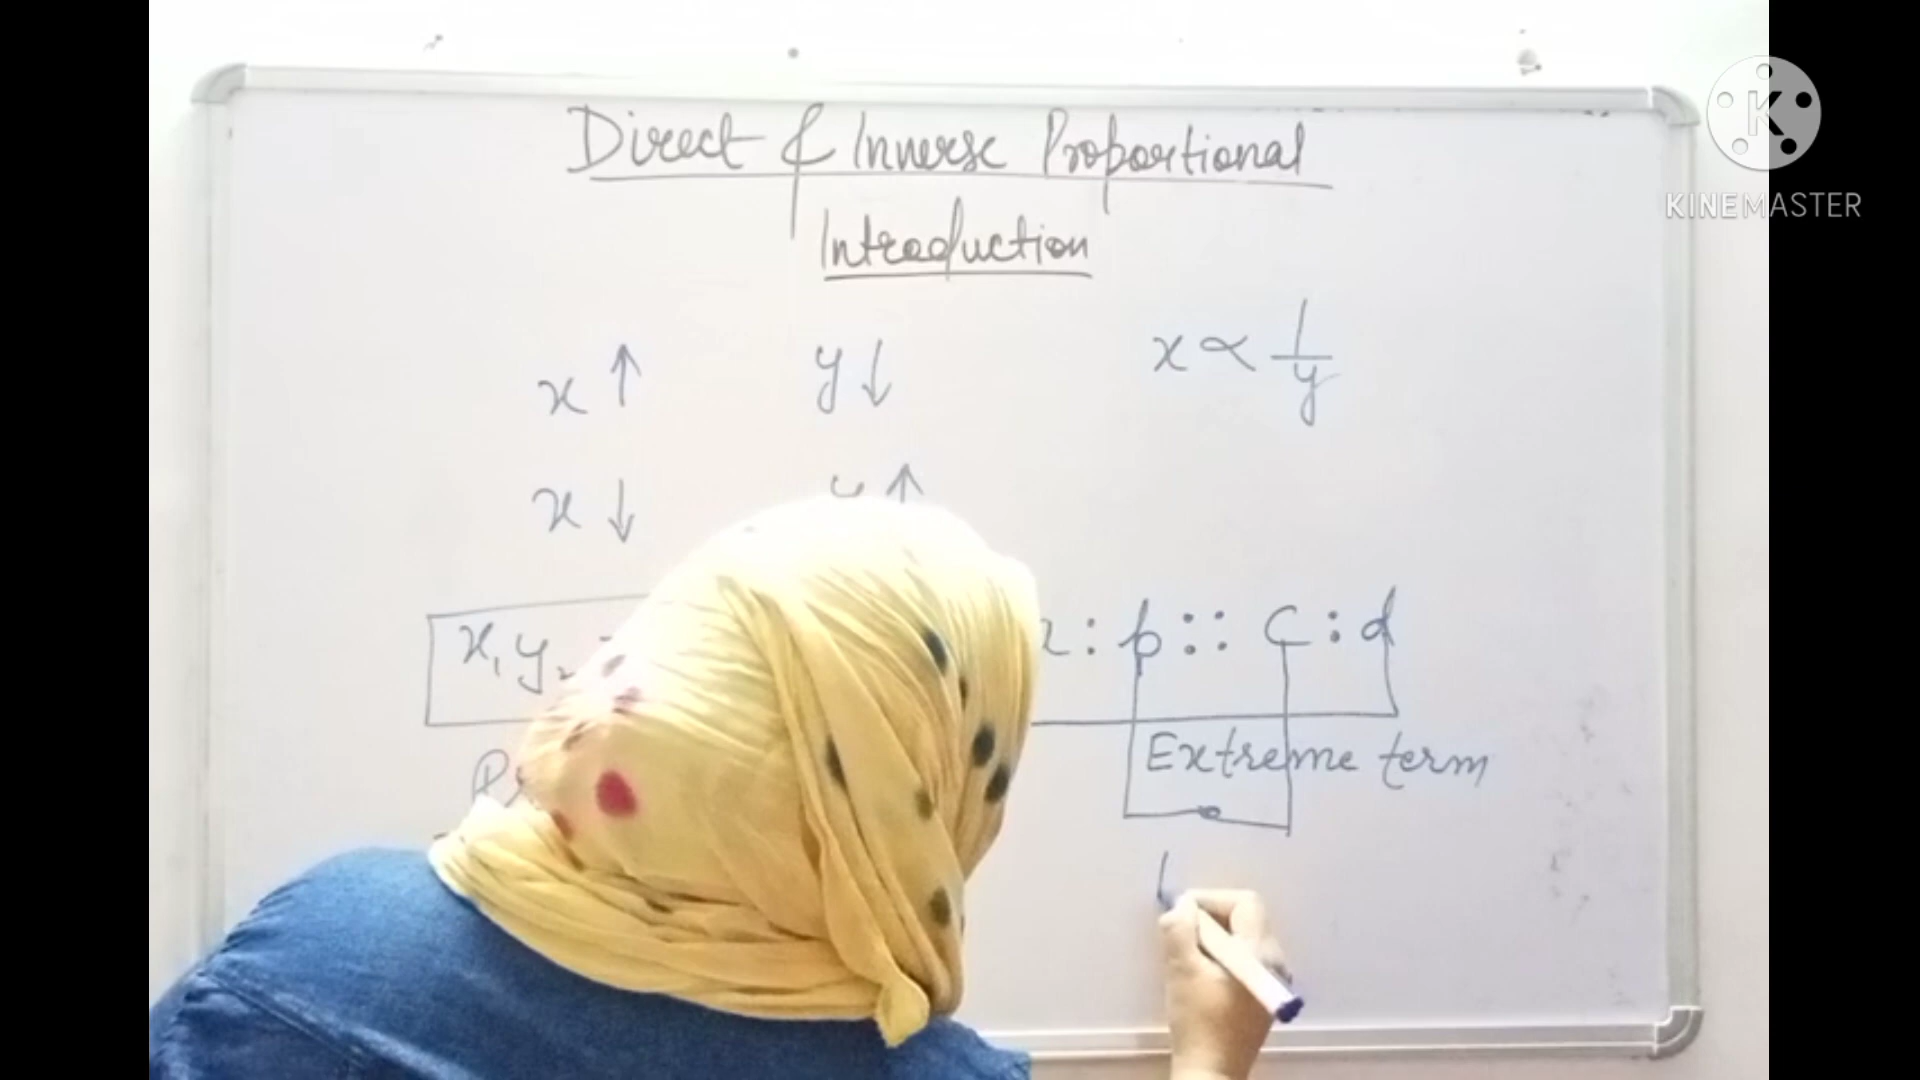 Direct & Inverse Proportional
Introduction
x ↑ y ↓ x ∝ 1/y
x ↓ ↑
: b :: c : d
Extreme term
KINEMASTER